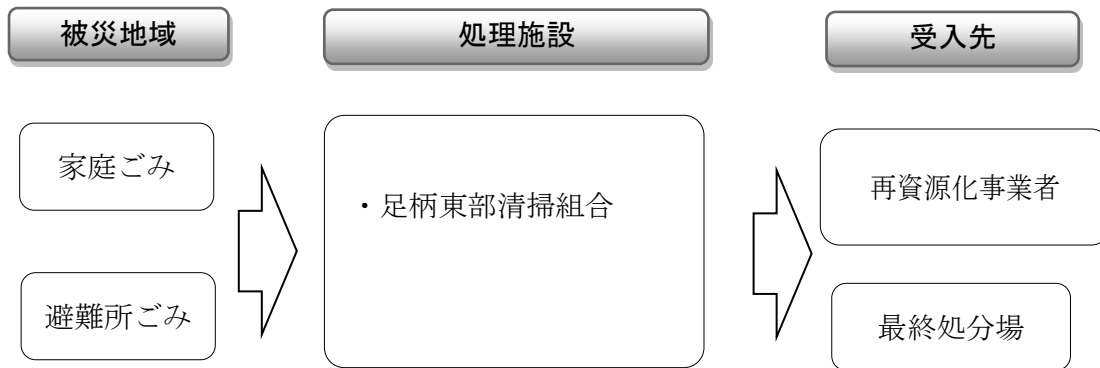 被災地域
処理施設
受入先
家庭ごみ
避難所ごみ
・足柄東部清掃組合
再資源化事業者
最終処分場